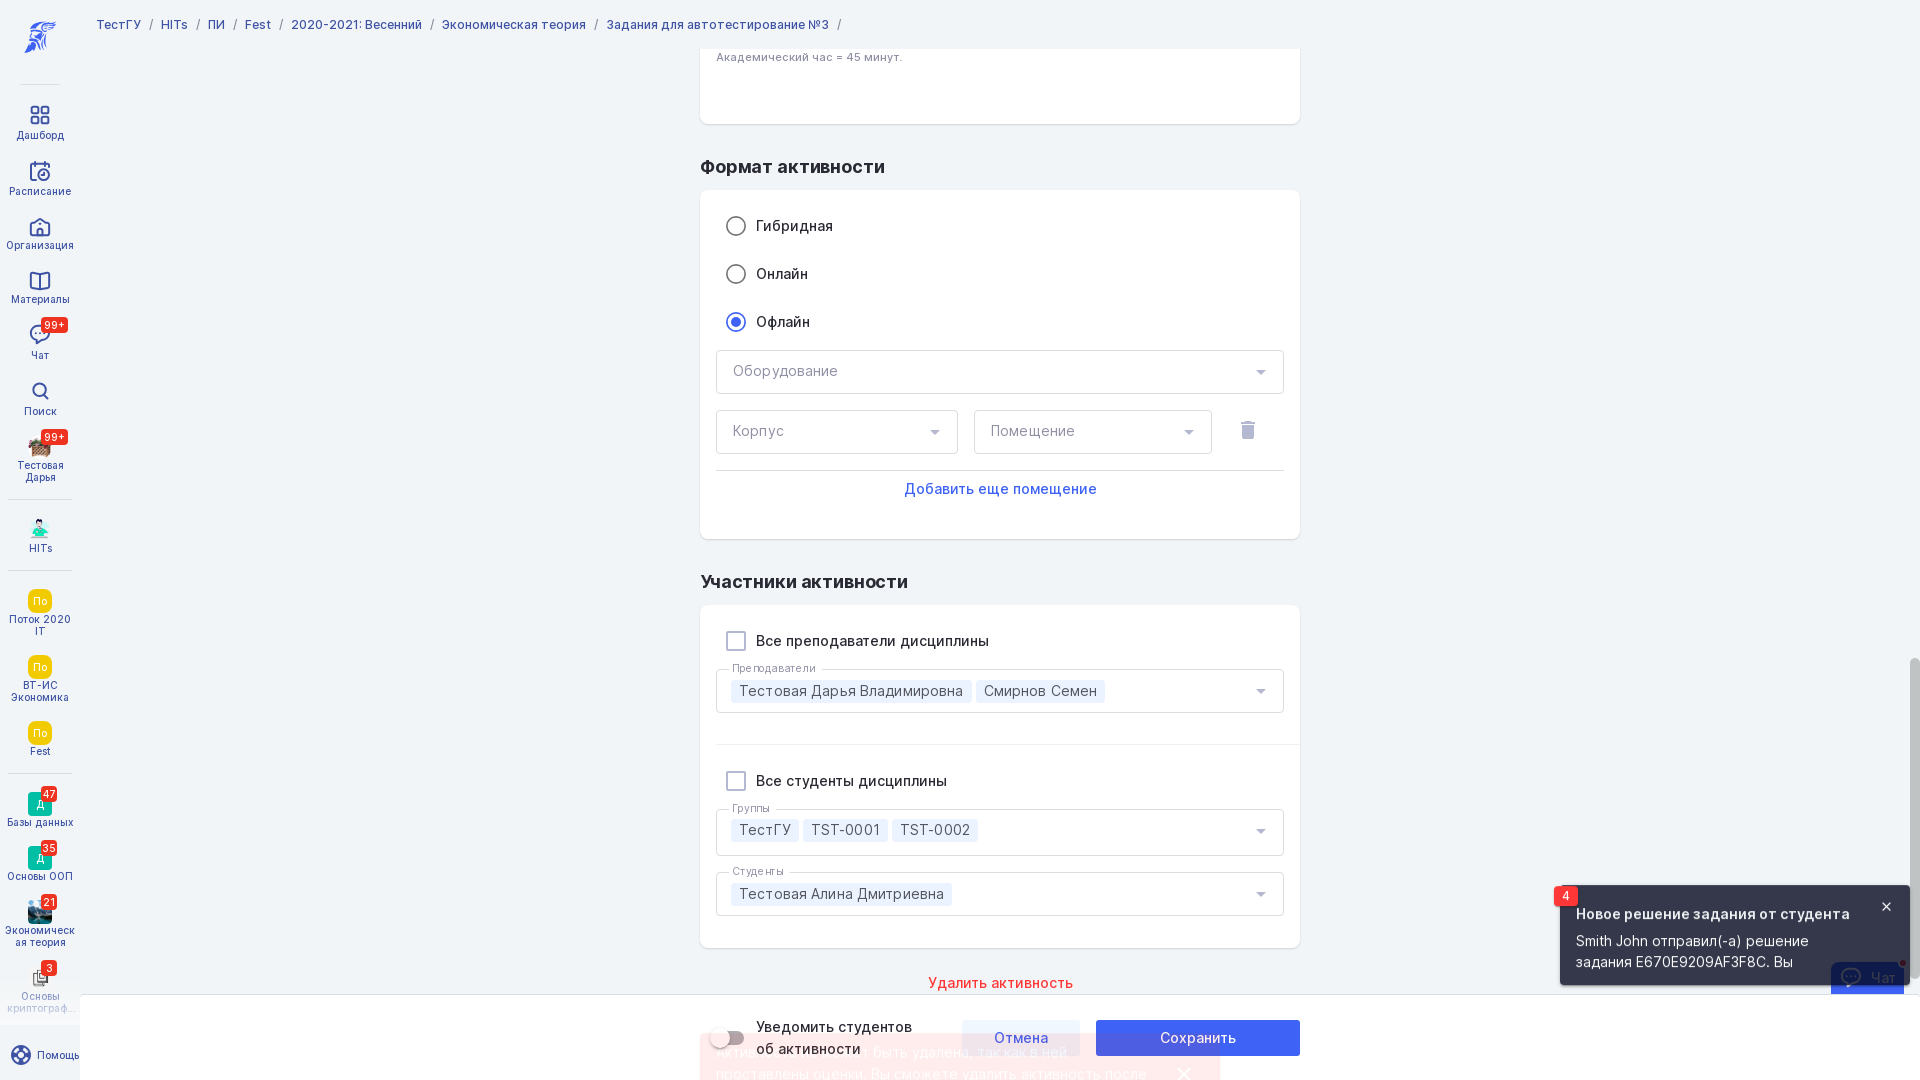 ТестГУ / HITs / ПИ / Fest / 2020-2021: Весенний / Экономическая теория / Задания для автотестирование №3 /
Дашборд
Расписание
Организация
Материалы
99+
Чат
Поиск
99+
Тестовая
Дарья
HITs
По
Поток 2020
IT
По
ВТ-ИС
Экономика
По
Fest
47
Д
Базы данных
35
Д
Основы ООП
21
Экономическ
ая теория
3
Основы
криптограф...
Помощь
Академический час = 45 минут.
Формат активности
Гибридная
Онлайн
Офлайн
Оборудование
Корпус
Помещение
Добавить еще помещение
Участники активности
Все преподаватели дисциплины
Преподаватели
Тестовая Дарья Владимировна Смирнов Семен
Все студенты дисциплины
Группы
ТестГУ TST-0001 TST-0002
Студенты
Тестовая Алина Дмитриевна
Удалить активность
Уведомить студентов
об активности
Отмена
Сохранить
быть удалена, так как в ней
проставлены оценки. Вы сможете удалить активность после
4
Новое решение задания от студента
Smith John отправил(-а) решение
задания E670E9209AF3F8C. Вы
Чат